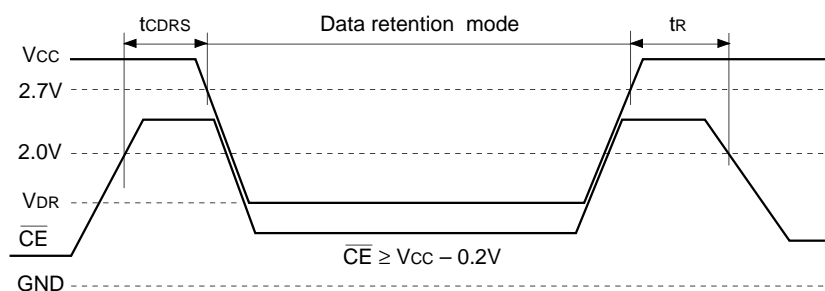 tCDRS Data retention mode tR
VCC
2.7V
2.0V
VDR
CE
CE ≥ VCC – 0.2V
GND